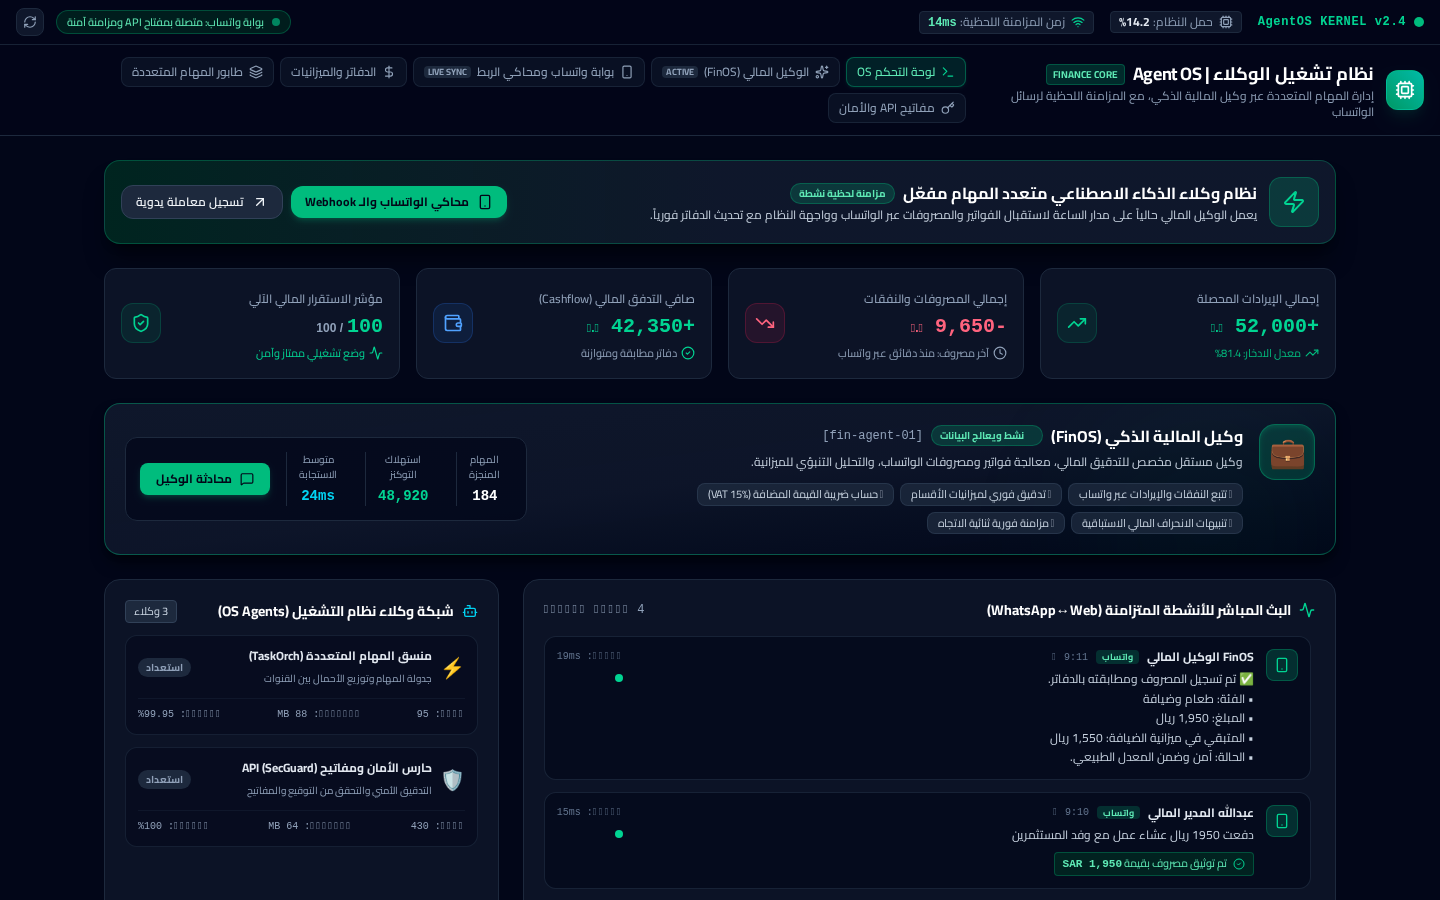 AgentOS KERNEL v2.4
حمل النظام: 14.2%
زمن المزامنة اللحظية: 14ms
بوابة واتساب: متصلة بمفتاح API ومزامنة آمنة
نظام تشغيل الوكلاء | Agent OS
FINANCE CORE
إدارة المهام المتعددة عبر وكيل المالية الذكي، مع المزامنة اللحظية لرسائل
الواتساب
لوحة التحكم OS
الوكيل المالي (FinOS) ACTIVE
بوابة واتساب ومحاكي الربط LIVE SYNC
الدفاتر والميزانيات
طابور المهام المتعددة
مفاتيح API والأمان
نظام وكلاء الذكاء الاصطناعي متعدد المهام مفعّل
مزامنة لحظية نشطة
يعمل الوكيل المالي حالياً على مدار الساعة لاستقبال الفواتير والمصروفات عبر الواتساب وواجهة النظام مع تحديث الدفاتر فورياً.
محاكي الواتساب والـ Webhook
تسجيل معاملة يدوية
إجمالي الإيرادات المحصلة
+52,000
معدل الادخار: 81.4%
إجمالي المصروفات والنفقات
-9,650
آخر مصروف: منذ دقائق عبر واتساب
صافي التدفق المالي (Cashflow)
+42,350
دفاتر مطابقة ومتوازنة
مؤشر الاستقرار المالي الآلي
100 / 100
وضع تشغيلي ممتاز وآمن
وكيل المالية الذكي (FinOS)
نشط ويعالج البيانات
[fin-agent-01]
وكيل مستقل مخصص للتدقيق المالي، معالجة فواتير ومصروفات الواتساب، والتحليل التنبؤي للميزانية.
تتبع النفقات والإيرادات عبر واتساب
تدقيق فوري لميزانيات الأقسام
حساب ضريبة القيمة المضافة (VAT 15%)
تنبيهات الانحراف المالي الاستباقية
مزامنة فورية ثنائية الاتجاه
المهام المنجزة
184
استهلاك التوكنز
48,920
متوسط الاستجابة
24ms
محادثة الوكيل
البث المباشر للأنشطة المتزامنة (WhatsApp ↔ Web)
4
FinOS الوكيل المالي
واتساب
9:11
19ms
✅ تم تسجيل المصروف ومطابقته بالدفاتر.
• الفئة: طعام وضيافة
• المبلغ: 1,950 ريال
• المتبقي في ميزانية الضيافة: 1,550 ريال
• الحالة: آمن وضمن المعدل الطبيعي.
عبدالله المدير المالي
واتساب
9:10
15ms
دفعت 1950 ريال عشاء عمل مع وفد المستثمرين
تم توثيق مصروف بقيمة 1,950 SAR
شبكة وكلاء نظام التشغيل (OS Agents)
3 وكلاء
منسق المهام المتعددة (TaskOrch)
جدولة المهام وتوزيع الأحمال بين القنوات
استعداد
95
88 MB
99.95%
حارس الأمان ومفاتيح API (SecGuard)
التدقيق الأمني والتحقق من التوقيع والمفاتيح
استعداد
430
64 MB
100%